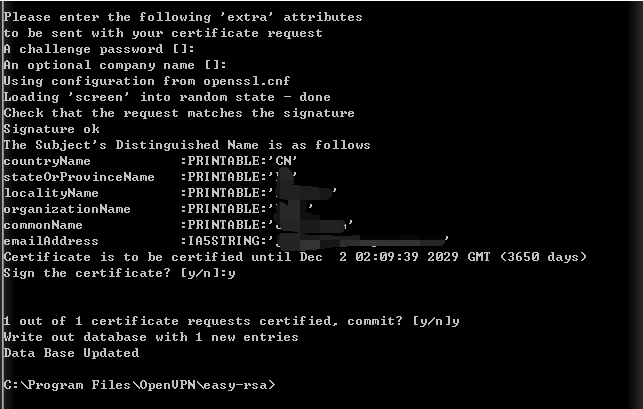 Please enter the following 'extra' attributes
to be sent with your certificate request
A challenge password []:
An optional company name []:
Using configuration from openssl.cnf
Loading 'screen' into random state - done
Check that the request matches the signature
Signature ok
The Subject's Distinguished Name is as follows
countryName           :PRINTABLE:'CN'
stateOrProvinceName   :PRINTABLE:'
localityName          :PRINTABLE:' '
organizationName      :PRINTABLE:' '
commonName            :PRINTABLE:' '
emailAddress          :IA5STRING:' '
Certificate is to be certified until Dec  2 02:09:39 2029 GMT (3650 days)
Sign the certificate? [y/n]:y
1 out of 1 certificate requests certified, commit? [y/n]y
Write out database with 1 new entries
Data Base Updated
C:\Program Files\OpenVPN\easy-rsa>